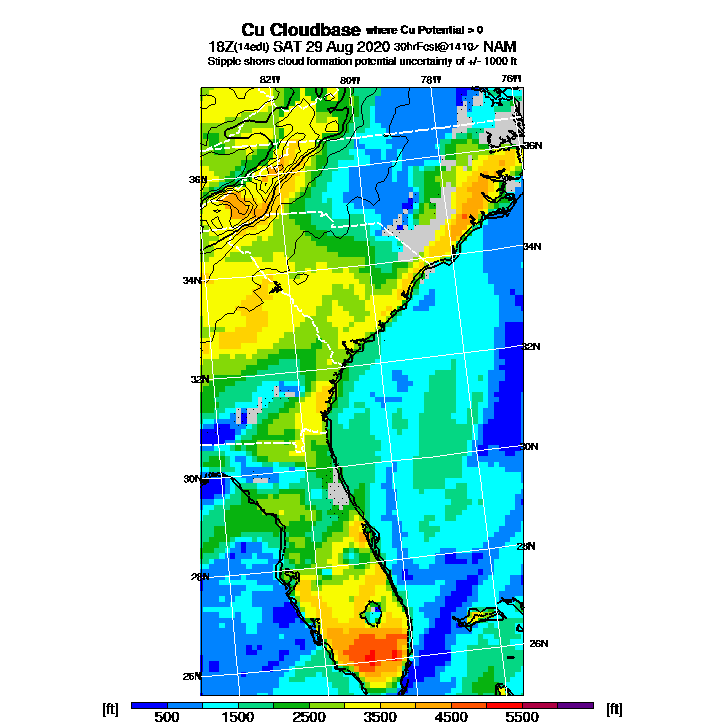 Cu Cloudbase where Cu Potential > 0
18Z(14edt) SAT 29 Aug 2020 NAM
Stipple shows cloud formation potential uncertainty of +/- 1000 ft
82W 80W 78W 76W
36N
36N
34N
34N
32N
32N
30N
30N
28N
28N
26N
26N
[ft] 500 1500 2500 3500 4500 5500 [ft]